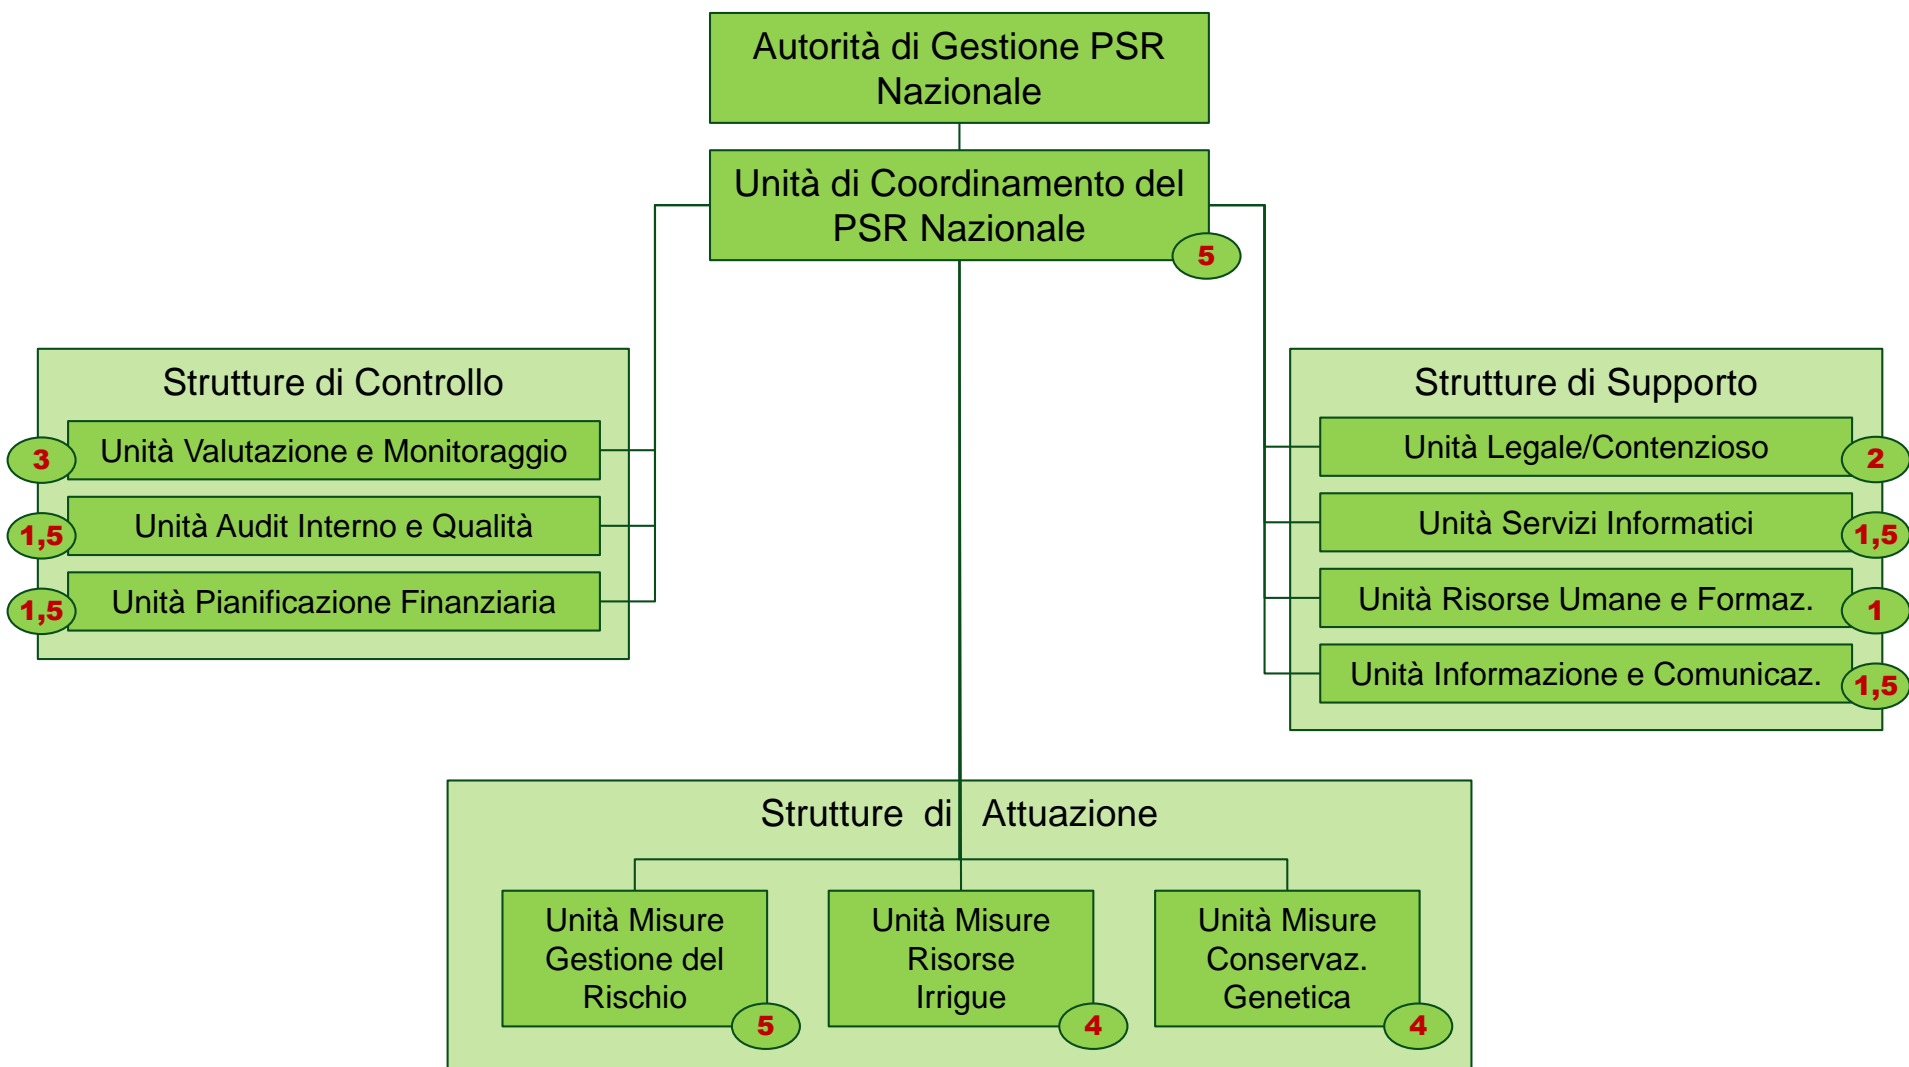 Autorità di Gestione PSR
Nazionale
Unità di Coordinamento del
PSR Nazionale
5
Strutture di Controllo
Unità Valutazione e Monitoraggio
3
Unità Audit Interno e Qualità
1,5
Unità Pianificazione Finanziaria
1,5
Strutture di Supporto
Unità Legale/Contenzioso
2
Unità Servizi Informatici
1,5
Unità Risorse Umane e Formaz.
1
Unità Informazione e Comunicaz.
1,5
Strutture di Attuazione
Unità Misure
Gestione del
Rischio
5
Unità Misure
Risorse
Irrigue
4
Unità Misure
Conservaz.
Genetica
4